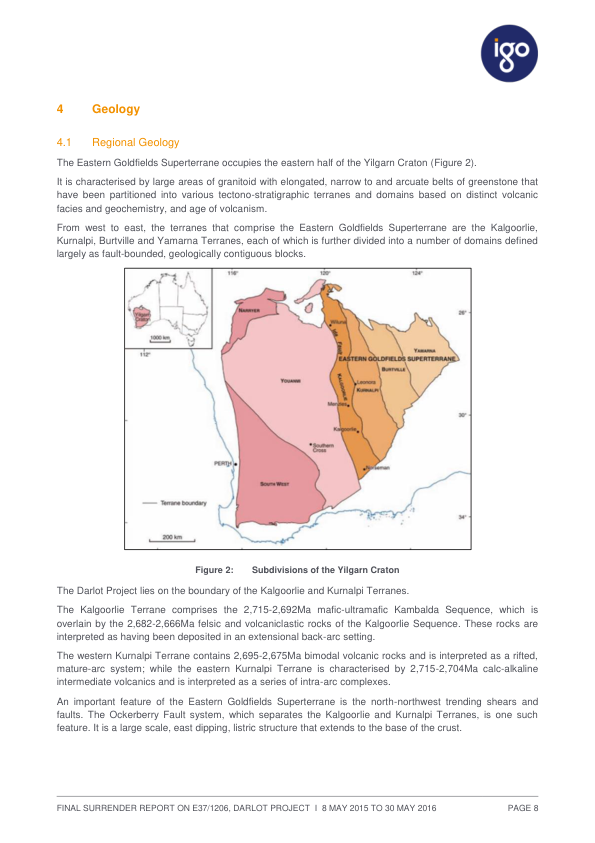 igo
4 Geology
4.1 Regional Geology
The Eastern Goldfields Superterrane occupies the eastern half of the Yilgarn Craton (Figure 2).
It is characterised by large areas of granitoid with elongated, narrow to and arcuate belts of greenstone that
have been partitioned into various tectono-stratigraphic terranes and domains based on distinct volcanic
facies and geochemistry, and age of volcanism.
From west to east, the terranes that comprise the Eastern Goldfields Superterrane are the Kalgoorlie,
Kurnalpi, Burtville and Yamarna Terranes, each of which is further divided into a number of domains defined
largely as fault-bounded, geologically contiguous blocks.
116° 120° 124°
Yilgarn
Craton
1000 km
112°
NARRYER
26°
Wiluna
YAMARNA
EASTERN GOLDFIELDS SUPERTERRANE
BURTVILLE
YOUANMI
KALGOORLIE
Leonora
KURNALPI
Menzies
30°
Kalgoorlie
Southern
Cross
PERTH
Norseman
SOUTH WEST
Terrane boundary
34°
200 km
Figure 2: Subdivisions of the Yilgarn Craton
The Darlot Project lies on the boundary of the Kalgoorlie and Kurnalpi Terranes.
The Kalgoorlie Terrane comprises the 2,715-2,692Ma mafic-ultramafic Kambalda Sequence, which is
overlain by the 2,682-2,666Ma felsic and volcaniclastic rocks of the Kalgoorlie Sequence. These rocks are
interpreted as having been deposited in an extensional back-arc setting.
The western Kurnalpi Terrane contains 2,695-2,675Ma bimodal volcanic rocks and is interpreted as a rifted,
mature-arc system; while the eastern Kurnalpi Terrane is characterised by 2,715-2,704Ma calc-alkaline
intermediate volcanics and is interpreted as a series of intra-arc complexes.
An important feature of the Eastern Goldfields Superterrane is the north-northwest trending shears and
faults. The Ockerberry Fault system, which separates the Kalgoorlie and Kurnalpi Terranes, is one such
feature. It is a large scale, east dipping, listric structure that extends to the base of the crust.
FINAL SURRENDER REPORT ON E37/1206, DARLOT PROJECT I 8 MAY 2015 TO 30 MAY 2016 PAGE 8